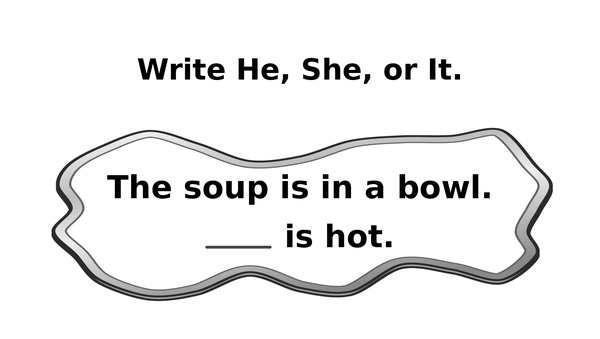 Write He, She, or It.
The soup is in a bowl.
____ is hot.